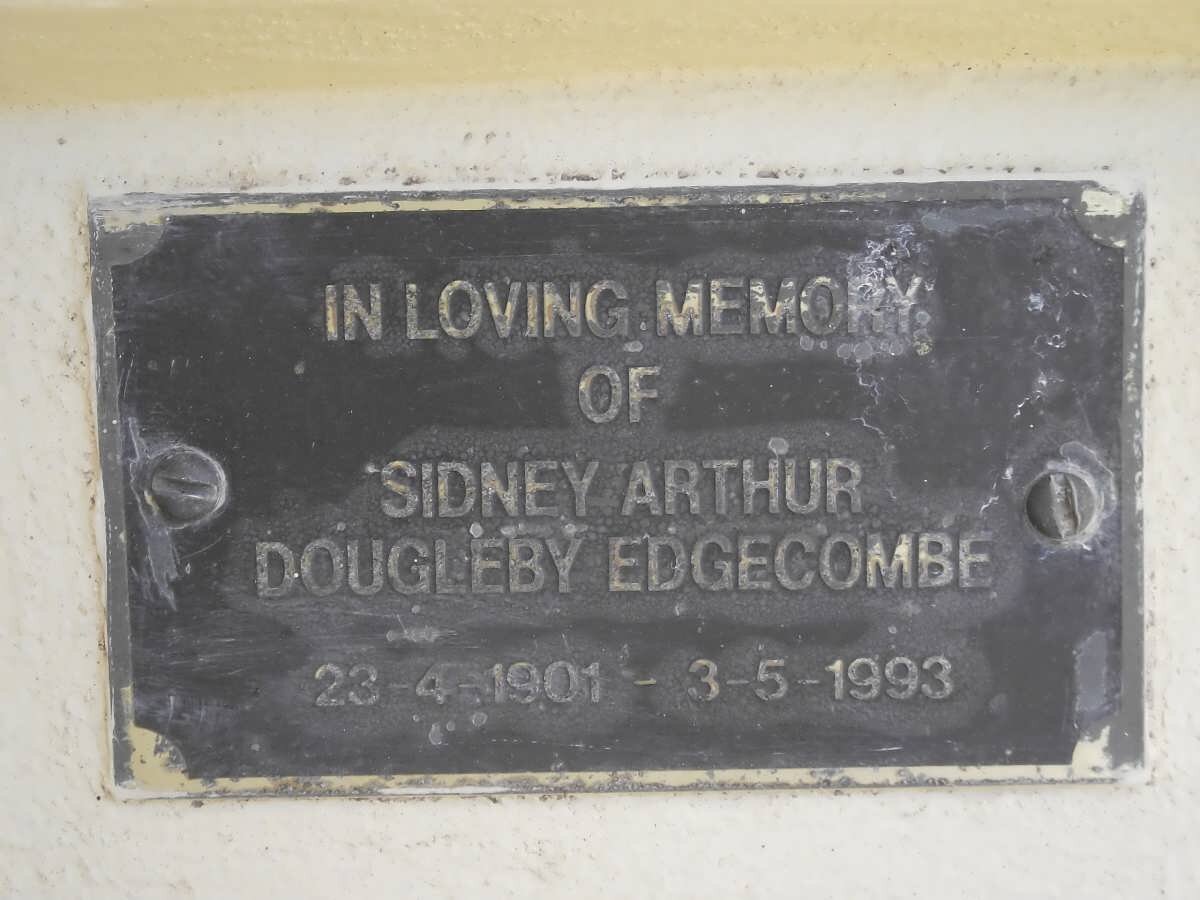 IN LOVING MEMORY
OF
SIDNEY ARTHUR
DOUGLEBY EDGECOMBE
23-4-1901 - 3-5-1993